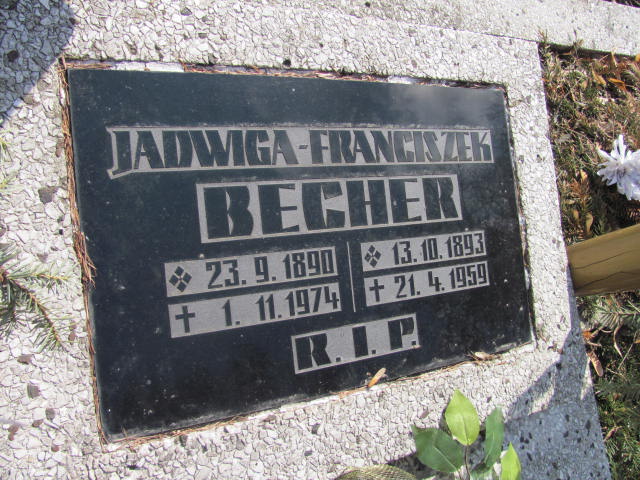 JADWIGA-FRANCISZEK
BECHER
23.9.1890 13.10.1893
1.11.1974 21.4.1959
R.I.P.